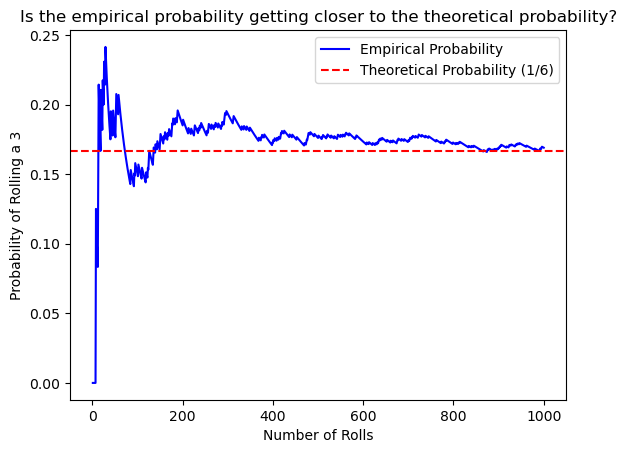 Is the empirical probability getting closer to the theoretical probability?
Empirical Probability
Theoretical Probability (1/6)
Probability of Rolling a 3
0.25
0.20
0.15
0.10
0.05
0.00
0
200
400
600
800
1000
Number of Rolls